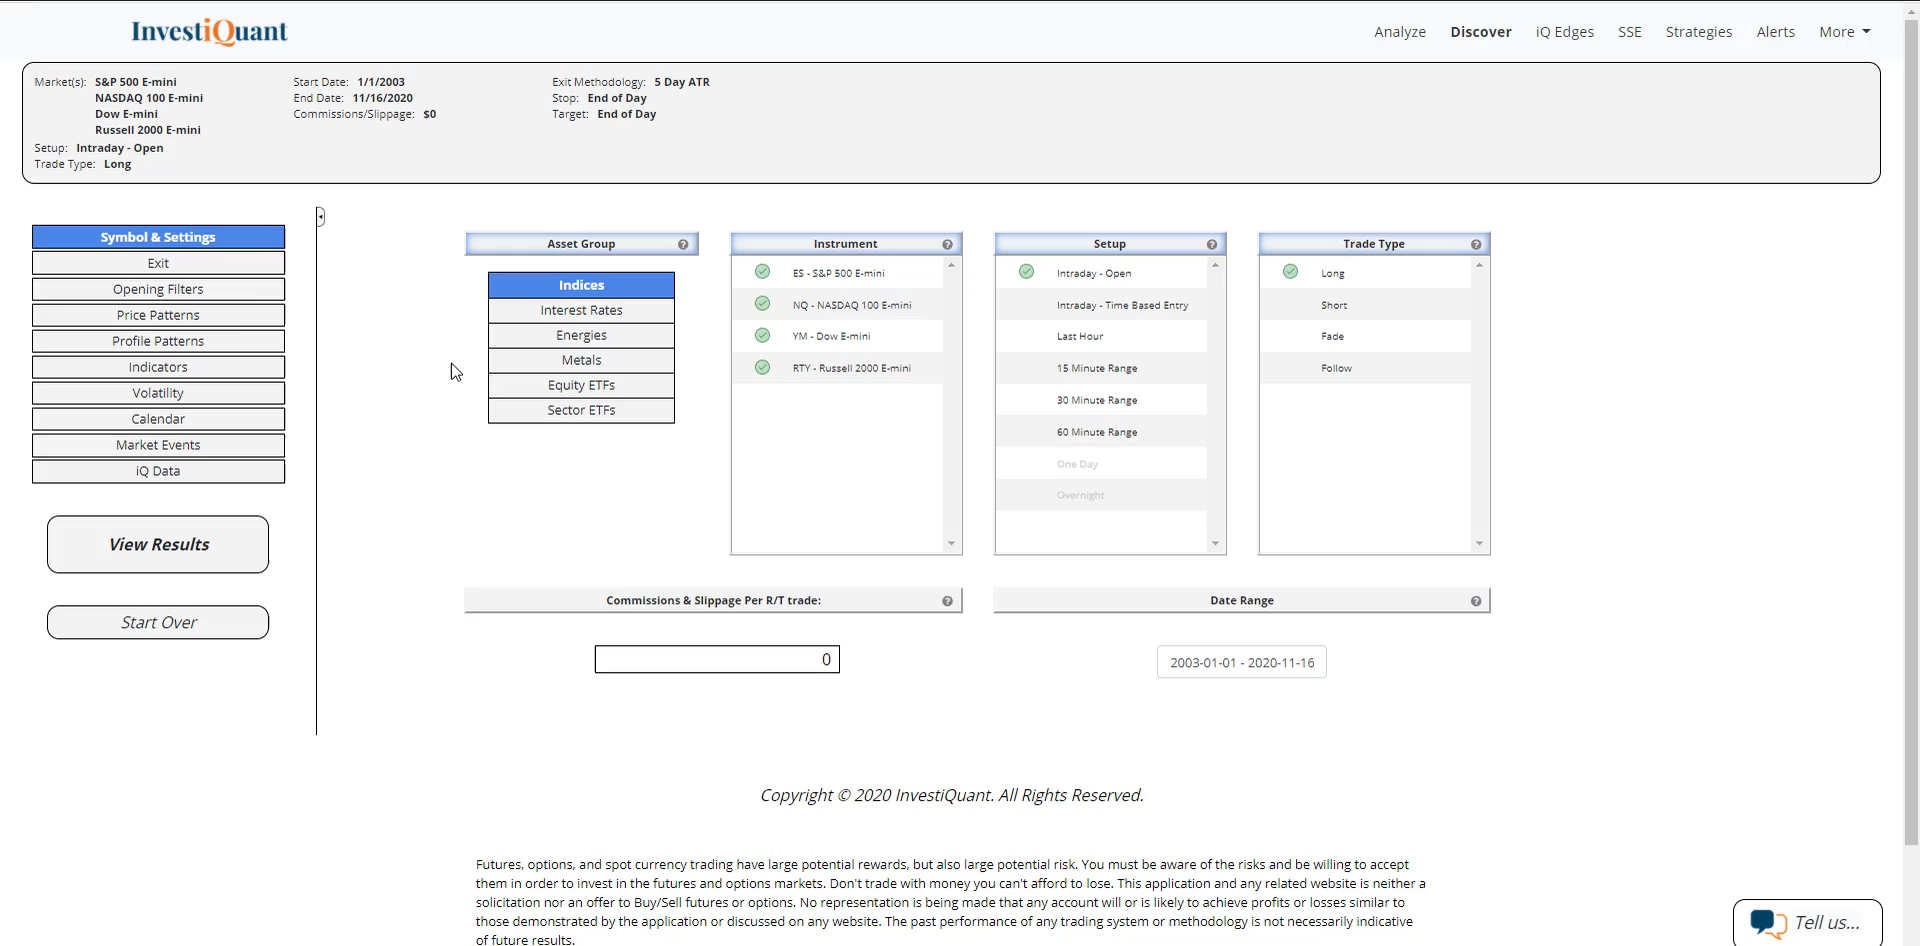 InvestiQuant
Analyze Discover iQ Edges SSE Strategies Alerts More
Market(s): S&P 500 E-mini
NASDAQ 100 E-mini
Dow E-mini
Russell 2000 E-mini
Setup: Intraday - Open
Trade Type: Long
Start Date: 1/1/2003
End Date: 11/16/2020
Commissions/Slippage: $0
Exit Methodology: 5 Day ATR
Stop: End of Day
Target: End of Day
Symbol & Settings
Exit
Opening Filters
Price Patterns
Profile Patterns
Indicators
Volatility
Calendar
Market Events
iQ Data
View Results
Start Over
Asset Group
Indices
Interest Rates
Energies
Metals
Equity ETFs
Sector ETFs
Instrument
ES - S&P 500 E-mini
NQ - NASDAQ 100 E-mini
YM - Dow E-mini
RTY - Russell 2000 E-mini
Setup
Intraday - Open
Intraday - Time Based Entry
Last Hour
15 Minute Range
30 Minute Range
60 Minute Range
One Day
Overnight
Trade Type
Long
Short
Fade
Follow
Commissions & Slippage Per R/T trade:
0
Date Range
2003-01-01 - 2020-11-16
Copyright © 2020 InvestiQuant. All Rights Reserved.
Futures, options, and spot currency trading have large potential rewards, but also large potential risk. You must be aware of the risks and be willing to accept
them in order to invest in the futures and options markets. Don't trade with money you can't afford to lose. This application and any related website is neither a
solicitation nor an offer to Buy/Sell futures or options. No representation is being made that any account will or is likely to achieve profits or losses similar to
those demonstrated by the application or discussed on any website. The past performance of any trading system or methodology is not necessarily indicative
of future results.
Tell us...